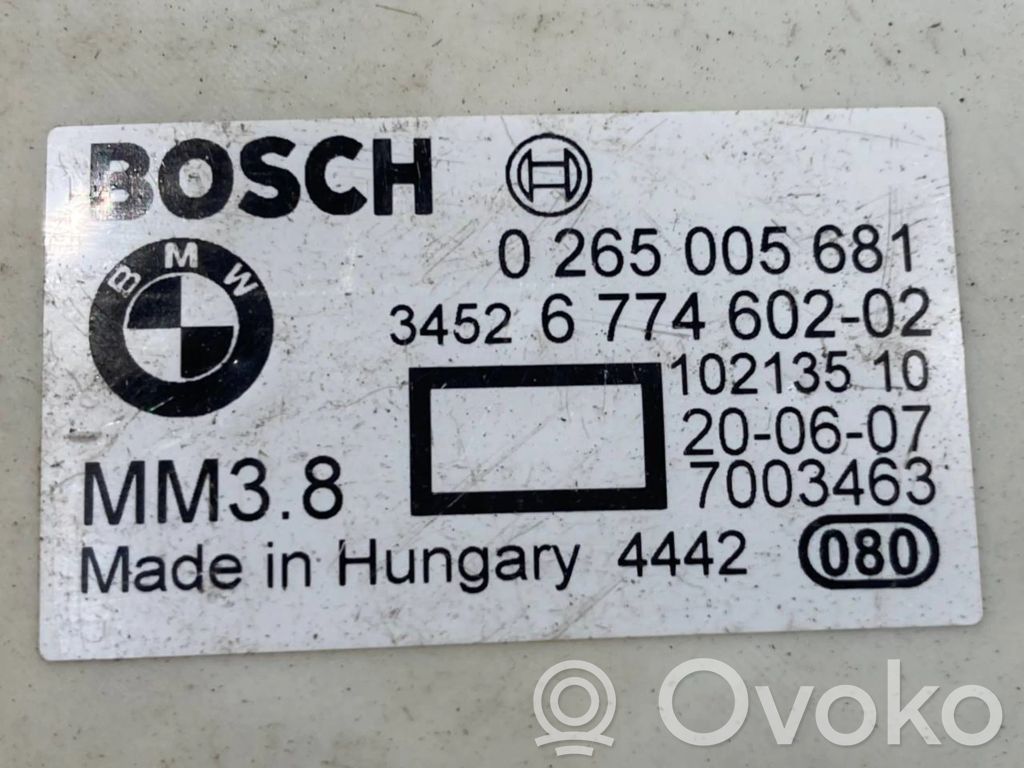 BOSCH
BMW
0 265 005 681
3452 6 774 602-02
102135 10
20-06-07
7003463
MM3.8
Made in Hungary 4442 080
Ovoko